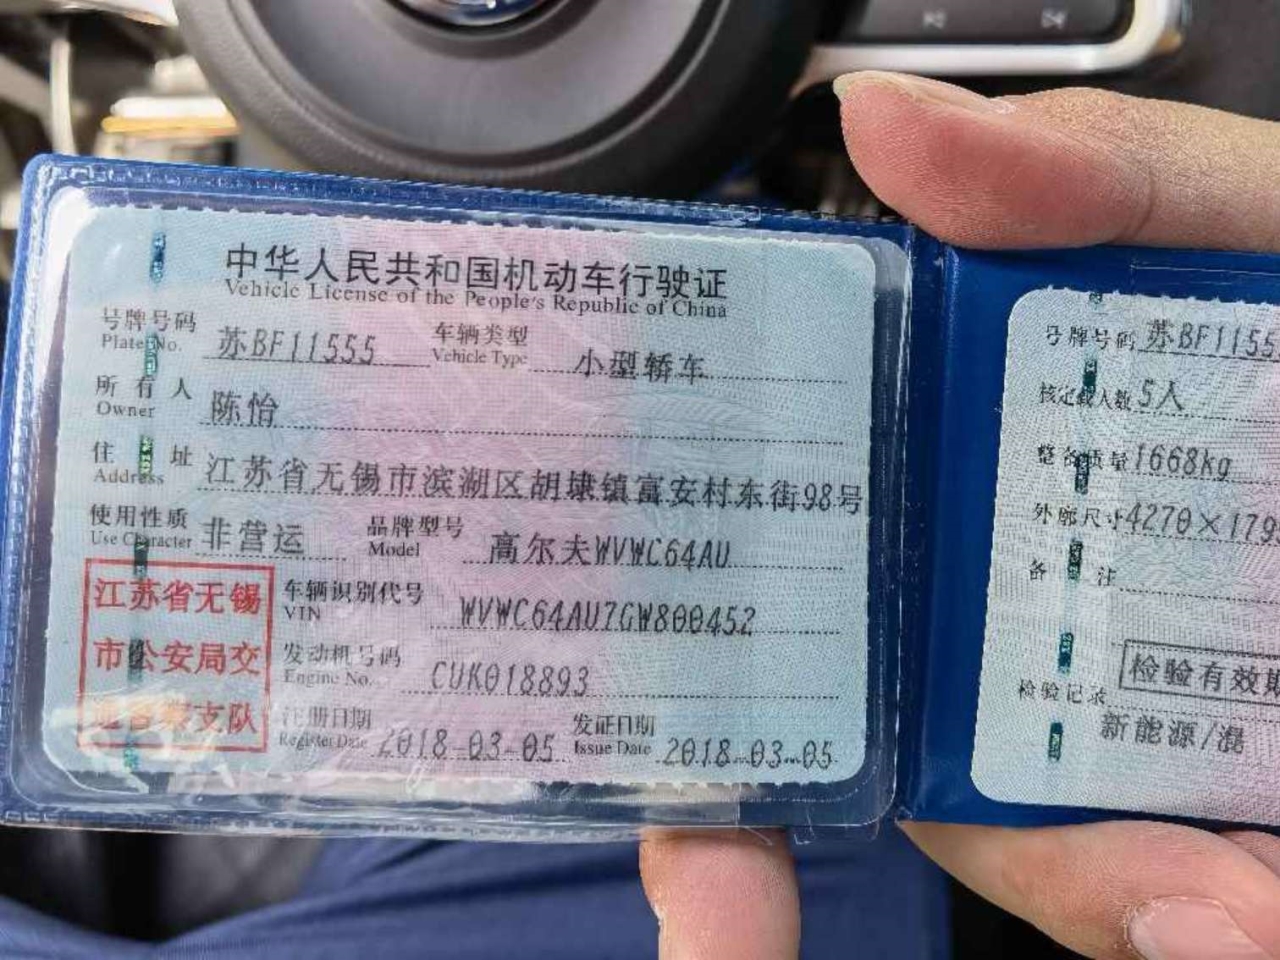 中华人民共和国机动车行驶证
Vehicle License of the People's Republic of China
号牌号码 苏BF11555 车辆类型 小型轿车
Plate No. Vehicle Type
所有人 陈怡
Owner
住址 江苏省无锡市滨湖区胡埭镇富安村东街98号
Address
使用性质 非营运 品牌型号 高尔夫WVWC64AU
Use Character Model
江苏省无锡
市公安局交
通警察支队
车辆识别代号 WVWC64AU7GW800452
VIN
发动机号码 CUK018893
Engine No.
注册日期 2018-03-05 发证日期 2018-03-05
Register Date Issue Date
号牌号码 苏BF1155
核定载人数 5人
整备质量 1668kg
外廓尺寸 4270×179
备注
检验有效期
检验记录
新能源/混